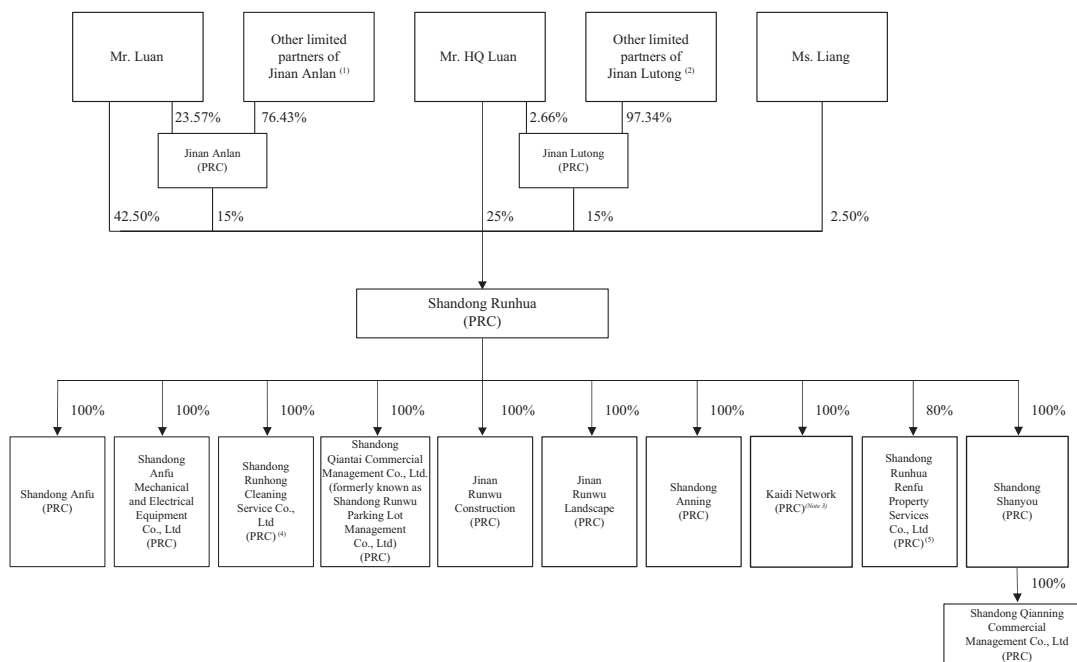 Mr. Luan
Other limited
partners of
Jinan Anlan (1)
Mr. HQ Luan
Other limited
partners of
Jinan Lutong (2)
Ms. Liang
23.57%
76.43%
2.66%
97.34%
Jinan Anlan
(PRC)
Jinan Lutong
(PRC)
42.50%
15%
25%
15%
2.50%
Shandong Runhua
(PRC)
100%
100%
100%
100%
100%
100%
100%
100%
80%
100%
Shandong Anfu
(PRC)
Shandong
Anfu
Mechanical
and Electrical
Equipment
Co., Ltd
(PRC)
Shandong
Runhong
Cleaning
Service Co.,
Ltd
(PRC) (4)
Shandong
Qiantai Commercial
Management Co., Ltd.
(formerly known as
Shandong Runwu
Parking Lot
Management
Co., Ltd)
(PRC)
Jinan
Runwu
Construction
(PRC)
Jinan
Runwu
Landscape
(PRC)
Shandong
Anning
(PRC)
Kaidi Network
(PRC)(Note 3)
Shandong
Runhua
Renfu
Property
Services
Co., Ltd
(PRC)(5)
Shandong
Shanyou
(PRC)
100%
Shandong Qianning
Commercial
Management Co., Ltd
(PRC)